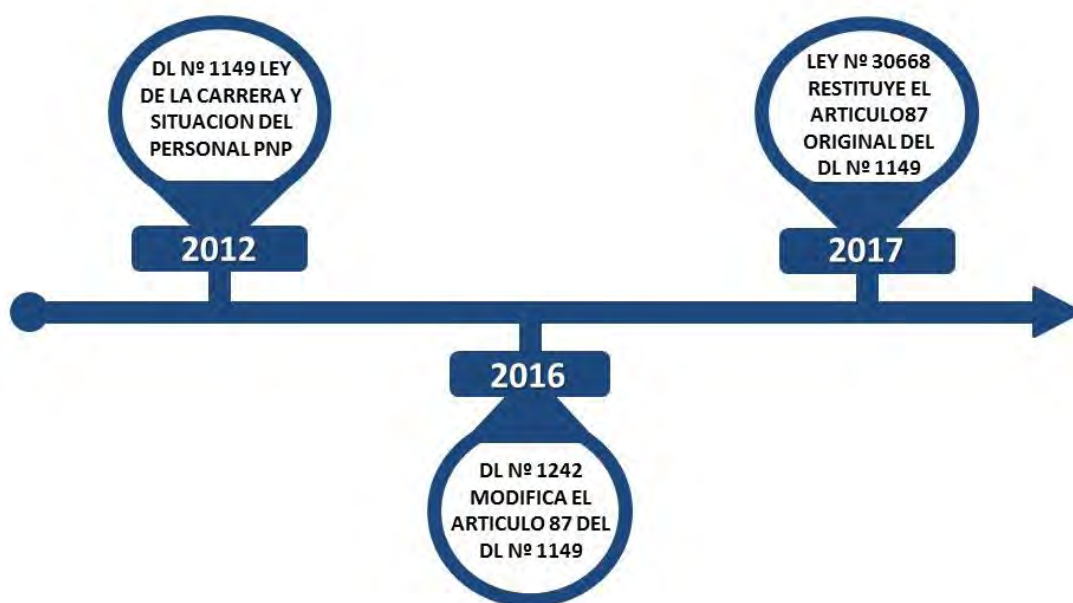 DL Nº 1149 LEY
DE LA CARRERA Y
SITUACION DEL
PERSONAL PNP
2012
2016
DL Nº 1242
MODIFICA EL
ARTICULO 87 DEL
DL Nº 1149
LEY Nº 30668
RESTITUYE EL
ARTICULO87
ORIGINAL DEL
DL Nº 1149
2017